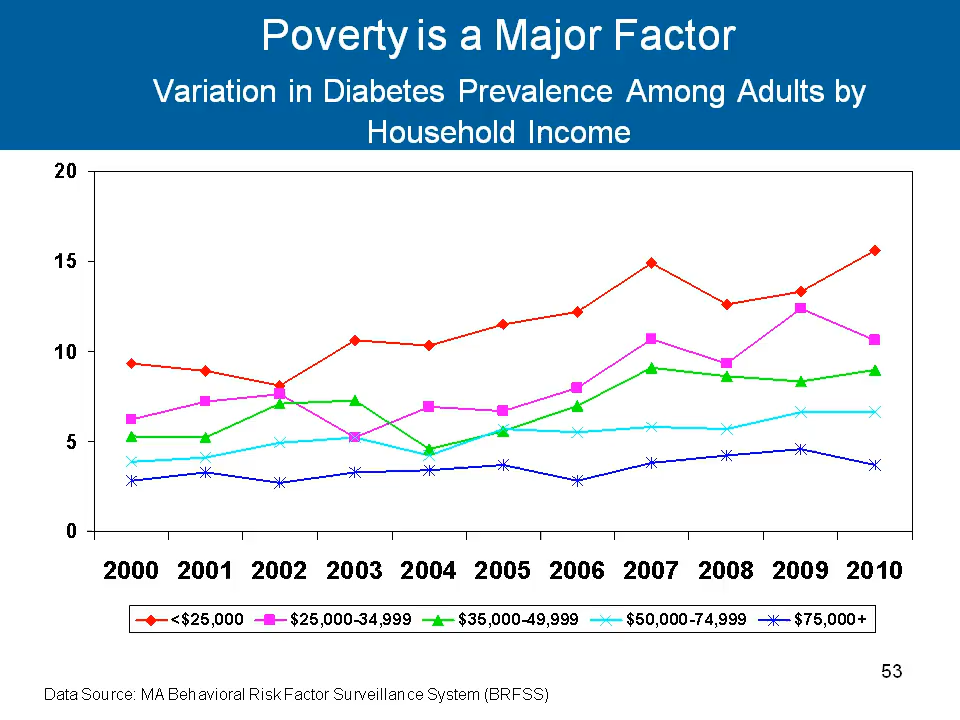 Poverty is a Major Factor
Variation in Diabetes Prevalence Among Adults by
Household Income
20
15
10
5
0
2000 2001 2002 2003 2004 2005 2006 2007 2008 2009 2010
<$25,000 $25,000-34,999 $35,000-49,999 $50,000-74,999 $75,000+
53
Data Source: MA Behavioral Risk Factor Surveillance System (BRFSS)